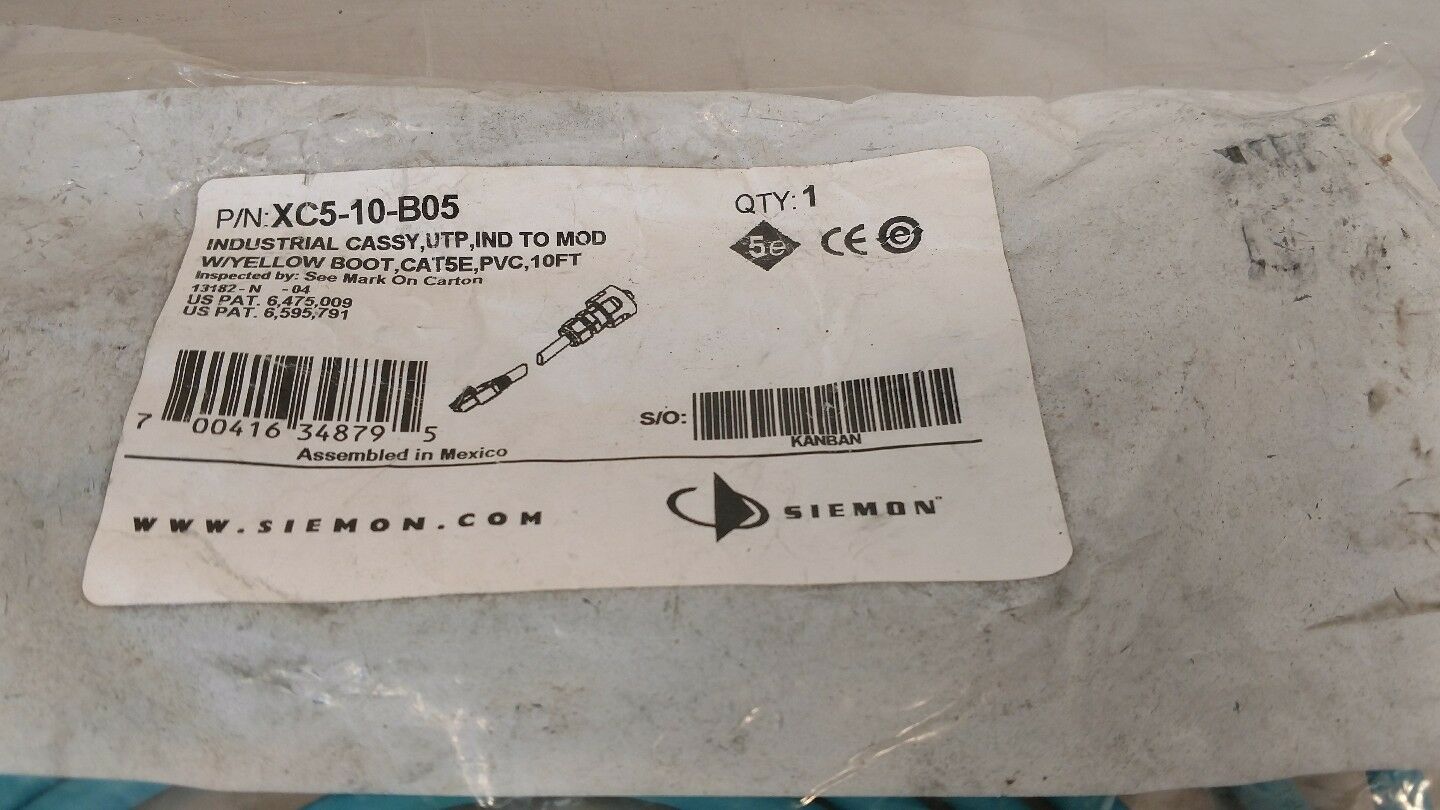 P/N: XC5-10-B05
QTY: 1
INDUSTRIAL CASSY,UTP,IND TO MOD
W/YELLOW BOOT,CAT5E,PVC,10FT
5e CE e
Inspected by: See Mark On Carton
13182-N -04
US PAT. 6,475,009
US PAT. 6,595,791
7 00416 34879 5
S/O:
KANBAN
Assembled in Mexico
WWW.SIEMON.COM
SIEMON™